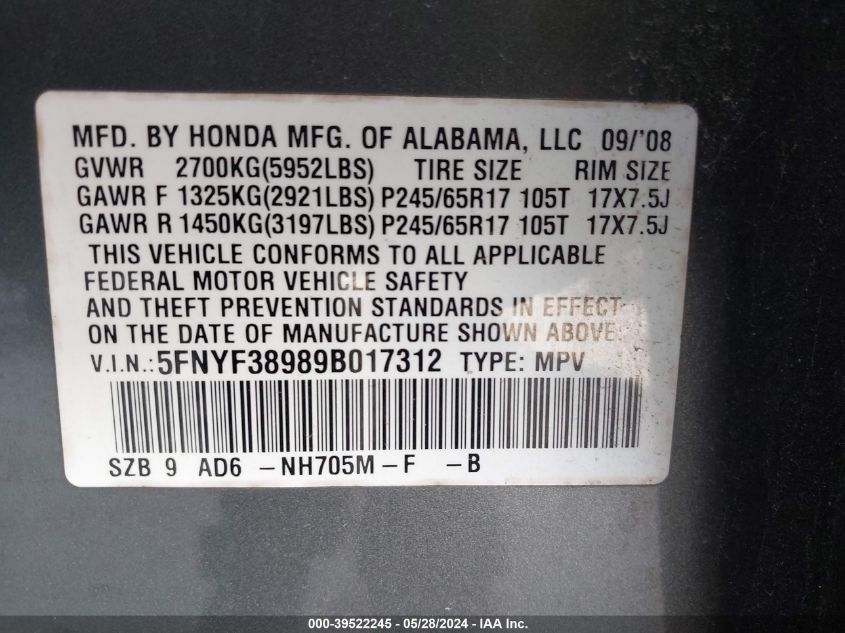 MFD. BY HONDA MFG. OF ALABAMA, LLC 09/'08
GVWR 2700KG(5952LBS) TIRE SIZE RIM SIZE
GAWR F 1325KG(2921LBS) P245/65R17 105T 17X7.5J
GAWR R 1450KG(3197LBS) P245/65R17 105T 17X7.5J
THIS VEHICLE CONFORMS TO ALL APPLICABLE
FEDERAL MOTOR VEHICLE SAFETY
AND THEFT PREVENTION STANDARDS IN EFFECT
ON THE DATE OF MANUFACTURE SHOWN ABOVE.
V.I.N.: 5FNYF38989B017312 TYPE: MPV
SZB 9 AD6 -NH705M-F -B
000-39522245 - 05/28/2024 - IAA Inc.